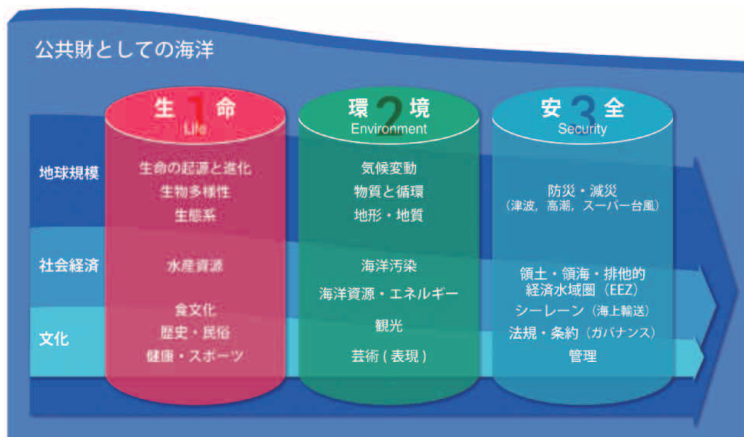 公共財としての海洋
生 1 命
Life
環 2 境
Environment
安 3 全
Security
地球規模
生命の起源と進化
生物多様性
生態系
気候変動
物質と循環
地形・地質
防災・減災
(津波，高潮，スーパー台風)
社会経済
水産資源
海洋汚染
海洋資源・エネルギー
領土・領海・排他的
経済水域圏（EEZ）
シーレーン（海上輸送）
文化
食文化
歴史・民俗
健康・スポーツ
観光
芸術 ( 表現 )
法規・条約（ガバナンス）
管理